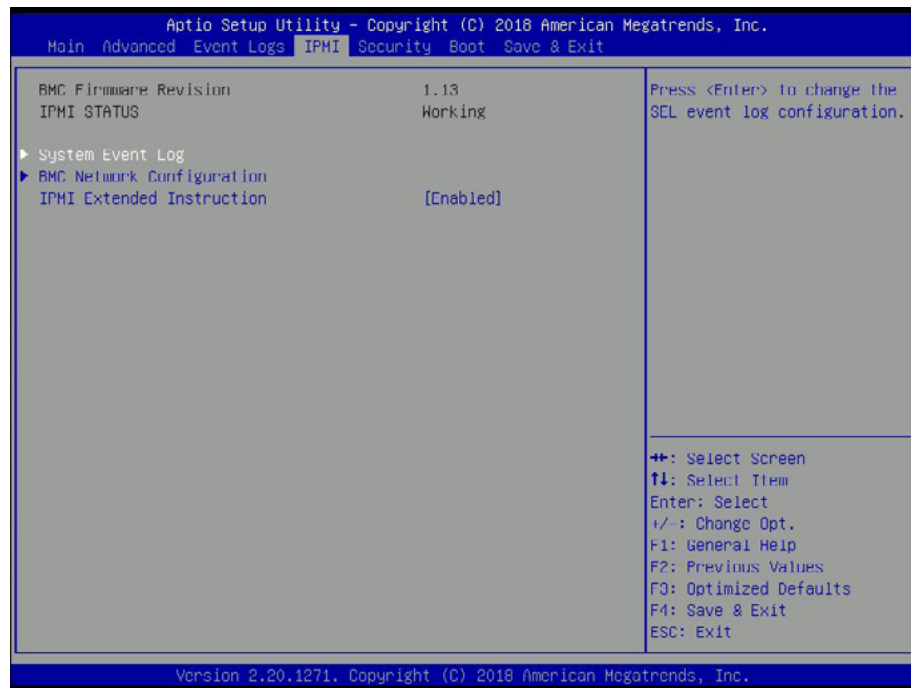 Aptio Setup Utility – Copyright (C) 2018 American Megatrends, Inc.
Main Advanced Event Logs IPMI Security Boot Save & Exit
BMC Firmware Revision 1.13
IPMI STATUS Working
System Event Log
BMC Network Configuration
IPMI Extended Instruction [Enabled]
Press <Enter> to change the
SEL event log configuration.
→←: Select Screen
↑↓: Select Item
Enter: Select
+/-: Change Opt.
F1: General Help
F2: Previous Values
F3: Optimized Defaults
F4: Save & Exit
ESC: Exit
Version 2.20.1271. Copyright (C) 2018 American Megatrends, Inc.